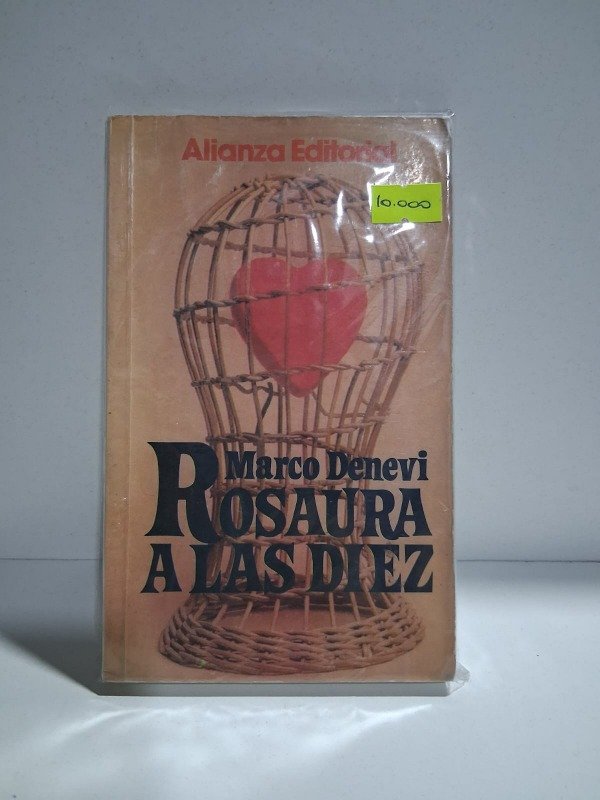 Alianza Editorial
10.000
Marco Denevi
ROSAURA
A LAS DIEZ